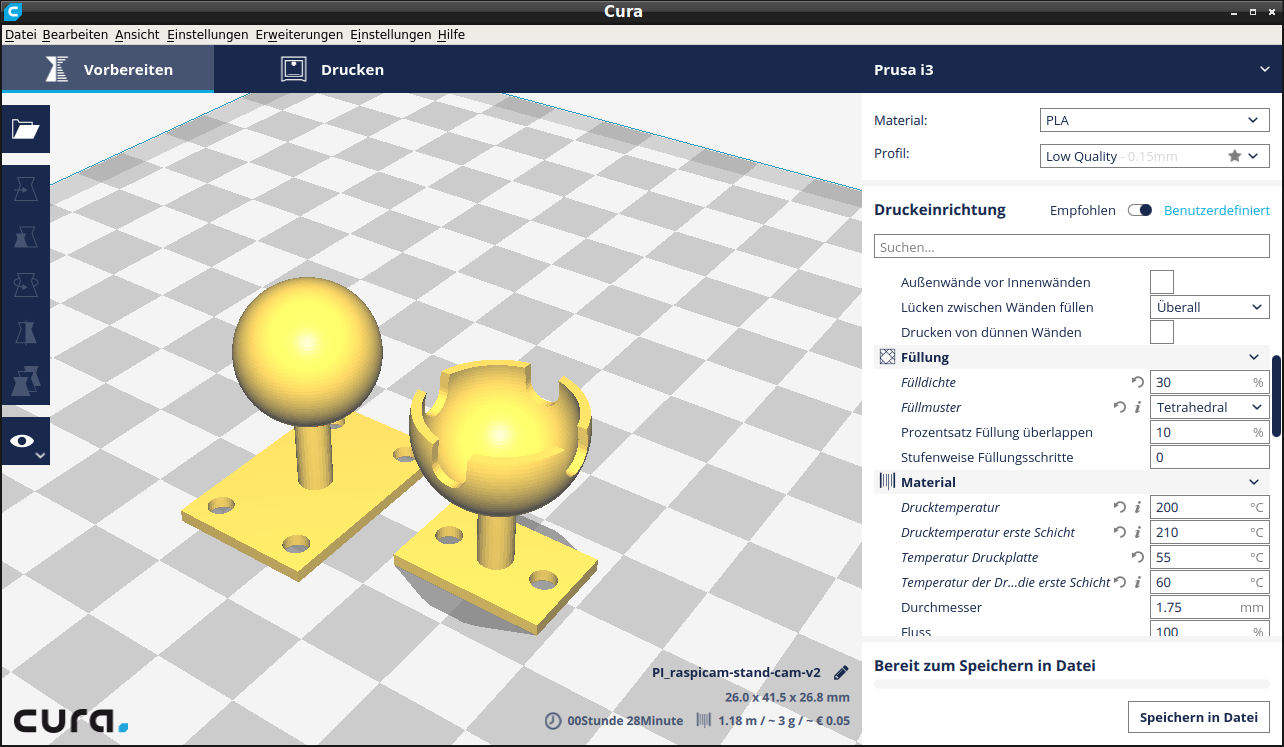 Cura
Datei Bearbeiten Ansicht Einstellungen Erweiterungen Einstellungen Hilfe
Vorbereiten Drucken Prusa i3
Material: PLA
Profil: Low Quality - 0.15mm
Druckeinrichtung Empfohlen Benutzerdefiniert
Suchen...
Außenwände vor Innenwänden
Lücken zwischen Wänden füllen Überall
Drucken von dünnen Wänden
Füllung
Fülldichte 30 %
Füllmuster Tetrahedral
Prozentsatz Füllung überlappen 10 %
Stufenweise Füllungsschritte 0
Material
Drucktemperatur 200 °C
Drucktemperatur erste Schicht 210 °C
Temperatur Druckplatte 55 °C
Temperatur der Dr...die erste Schicht 60 °C
Durchmesser 1.75 mm
Fluss 100 %
PI_raspicam-stand-cam-v2
26.0 x 41.5 x 26.8 mm
00Stunde 28Minute 1.18 m / ~ 3 g / ~ € 0.05
cura.
Bereit zum Speichern in Datei
Speichern in Datei